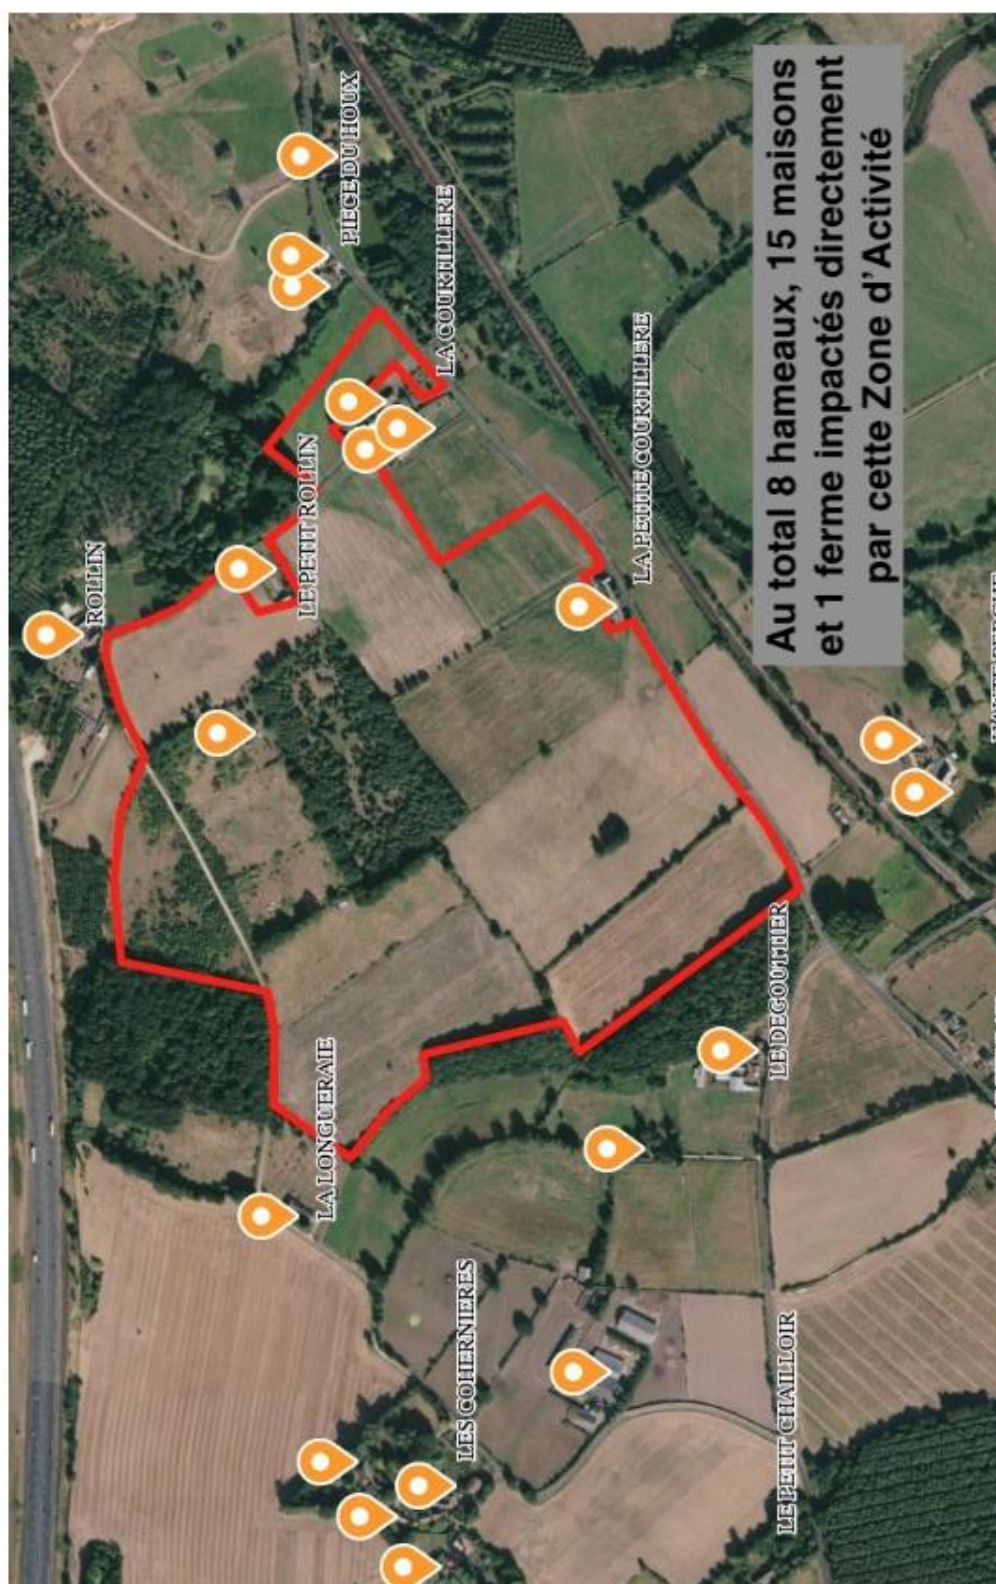 PIECE DU HOUX
LA COURTILLERE
ROLLIN
LE PETIT ROLLIN
LA PETITE COURTILLERE
Au total 8 hameaux, 15 maisons
et 1 ferme impactés directement
par cette Zone d'Activité
LE DEGOUTTIER
LA LONGUERAIE
LES COHERNIERES
LE PETIT CHAILLOIR